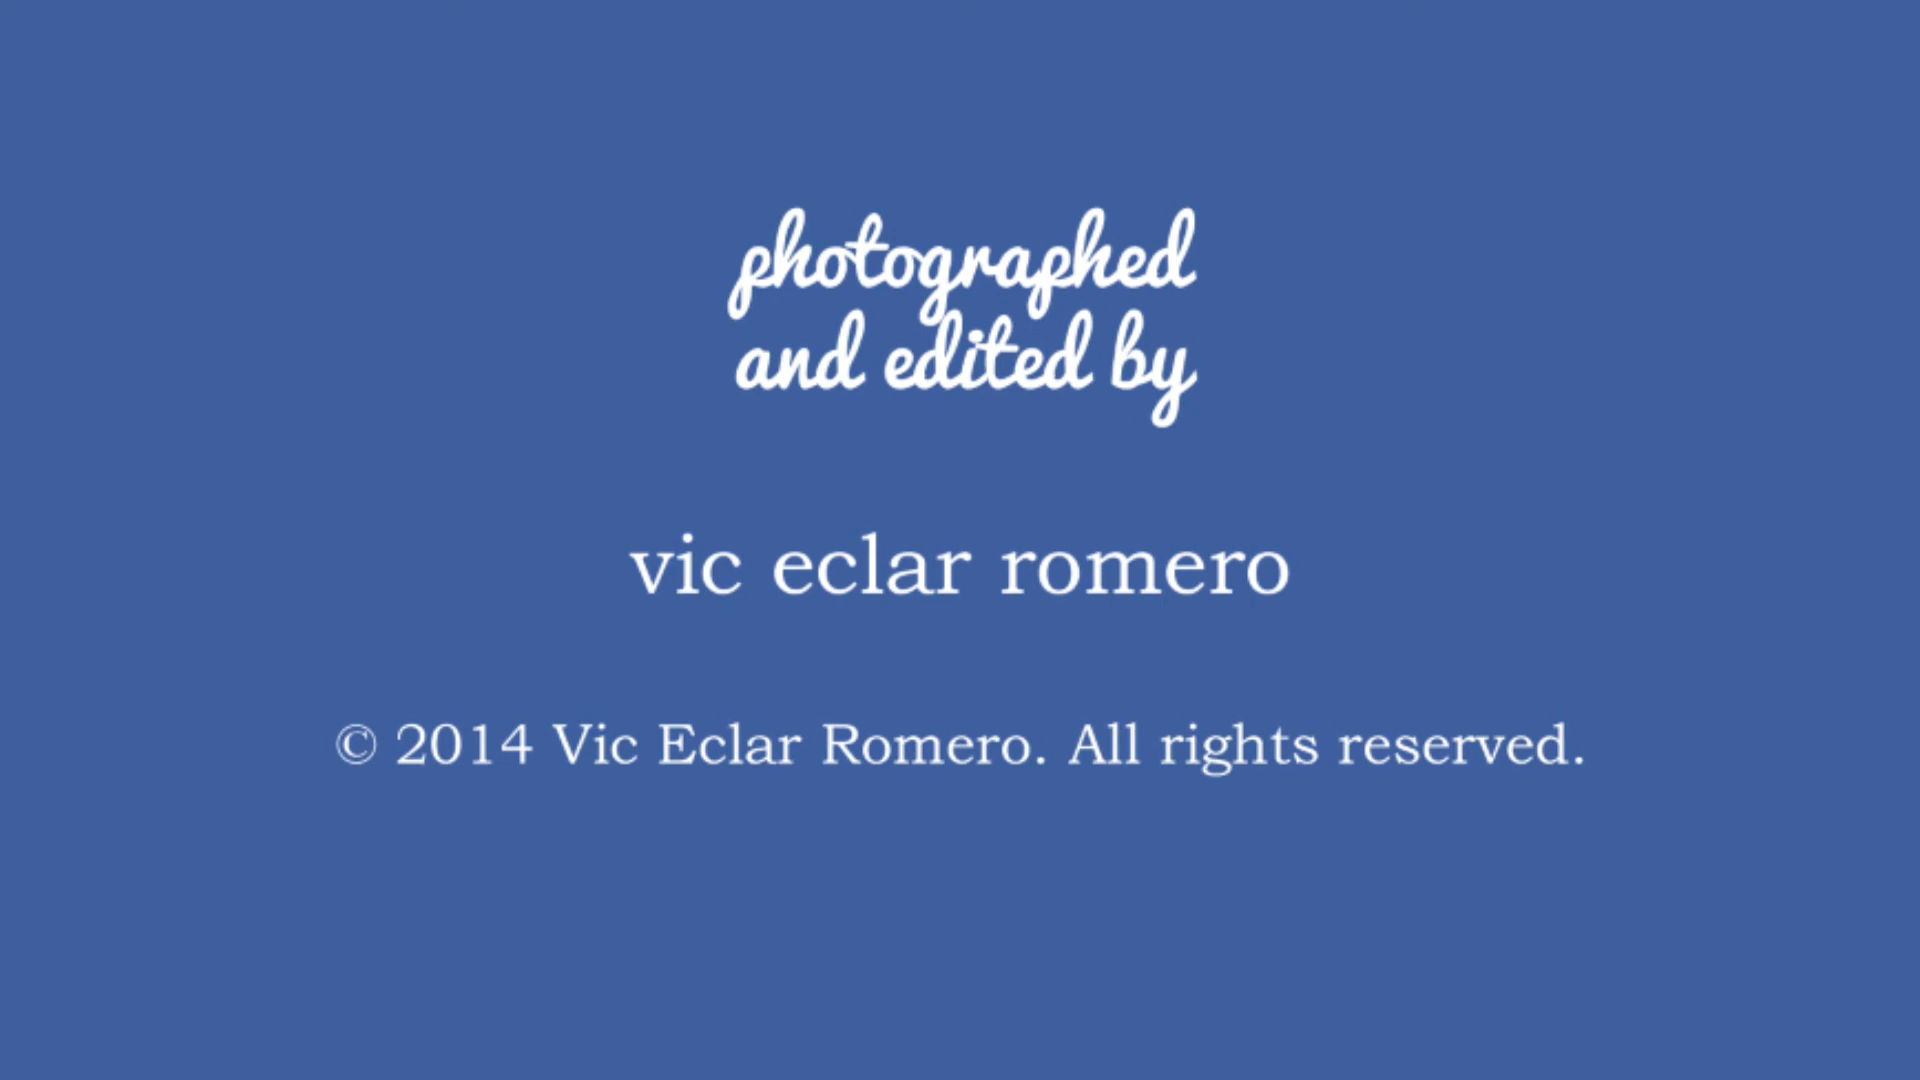 photographed
and edited by
vic eclar romero
© 2014 Vic Eclar Romero. All rights reserved.